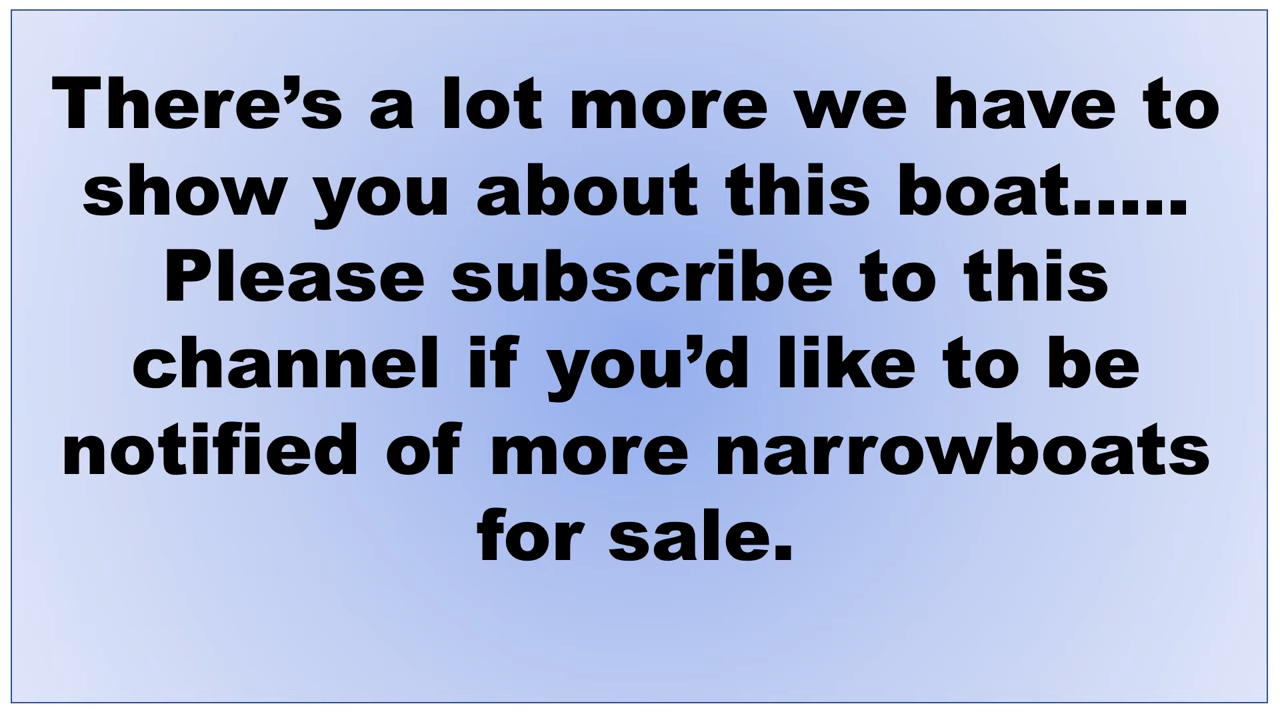 There’s a lot more we have to
show you about this boat.....
Please subscribe to this
channel if you’d like to be
notified of more narrowboats
for sale.